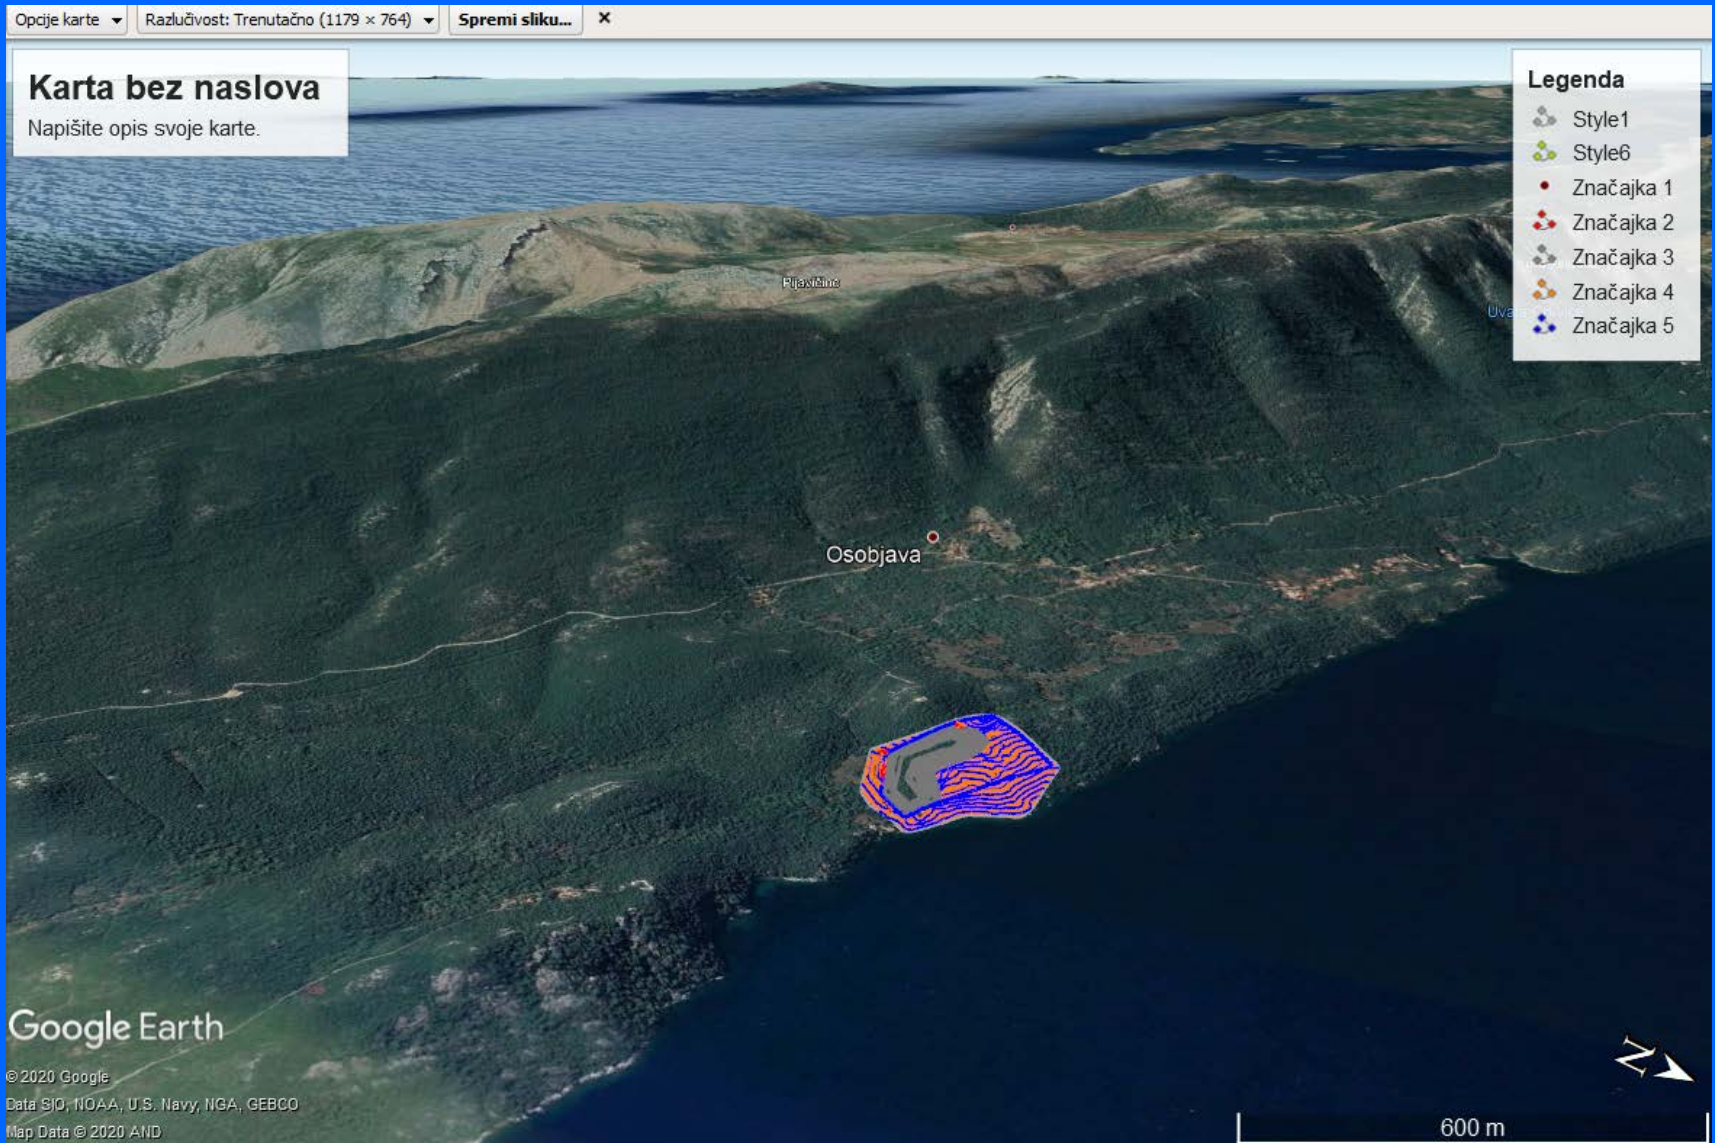 Opcije karte
Razlučivost: Trenutačno (1179 × 764)
Spremi sliku...
Karta bez naslova
Napišite opis svoje karte.
Legenda
Style1
Style6
Značajka 1
Značajka 2
Značajka 3
Značajka 4
Značajka 5
Pijavičino
Osobjava
Google Earth
© 2020 Google
Data SIO, NOAA, U.S. Navy, NGA, GEBCO
Map Data © 2020 AND
N
600 m